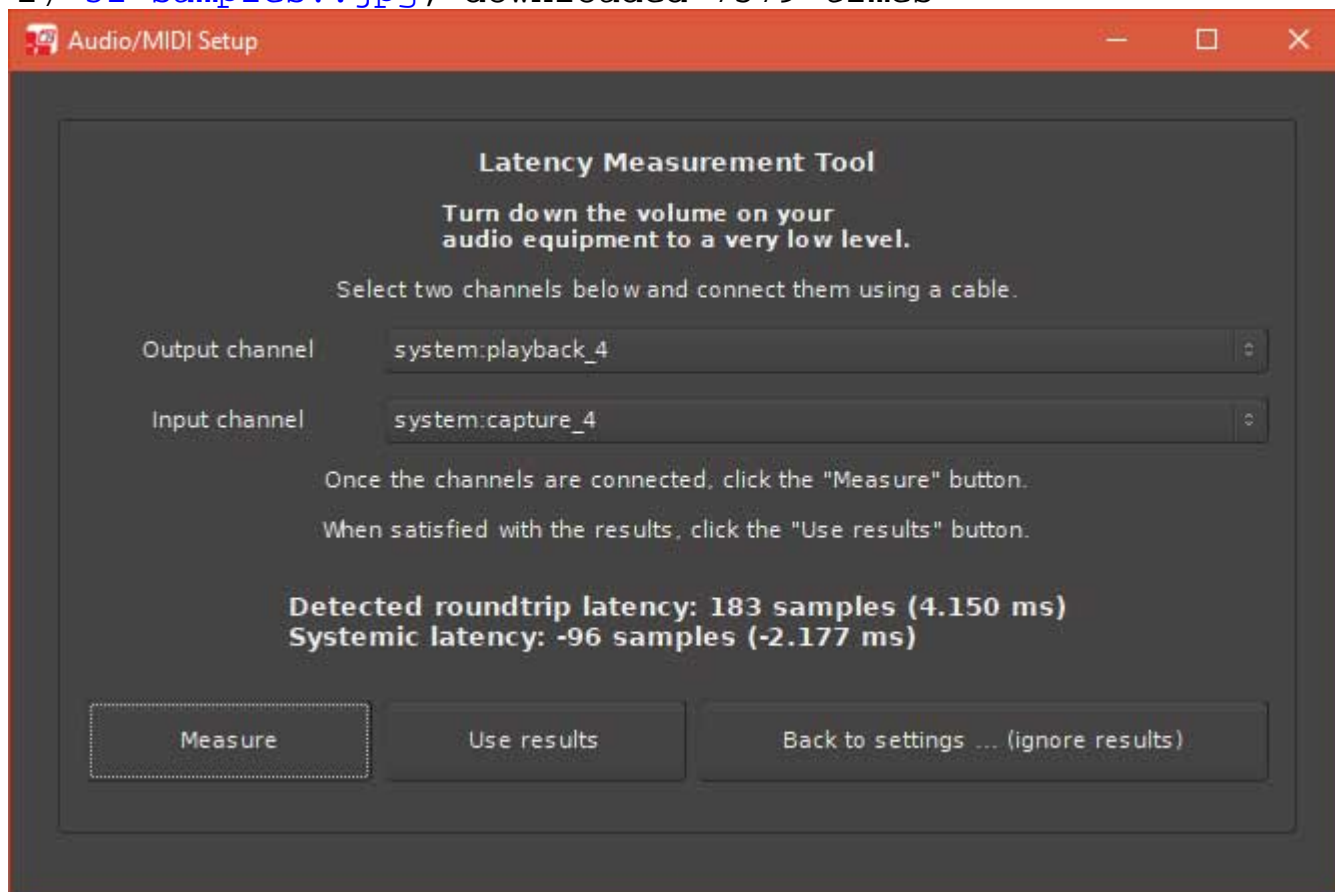 Audio/MIDI Setup
Latency Measurement Tool
Turn down the volume on your
audio equipment to a very low level.
Select two channels below and connect them using a cable.
Output channel system:playback_4
Input channel system:capture_4
Once the channels are connected, click the "Measure" button.
When satisfied with the results, click the "Use results" button.
Detected roundtrip latency: 183 samples (4.150 ms)
Systemic latency: -96 samples (-2.177 ms)
Measure Use results Back to settings ... (ignore results)